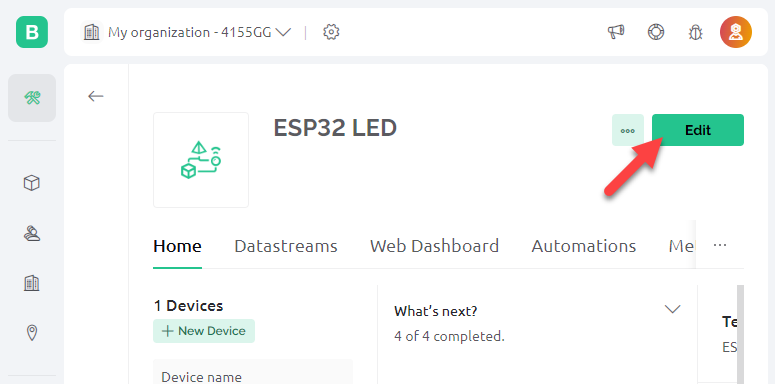 B
My organization - 4155GG
ESP32 LED
Edit
Home Datastreams Web Dashboard Automations Me
1 Devices
+ New Device
Device name
What's next?
4 of 4 completed.
Te
ES